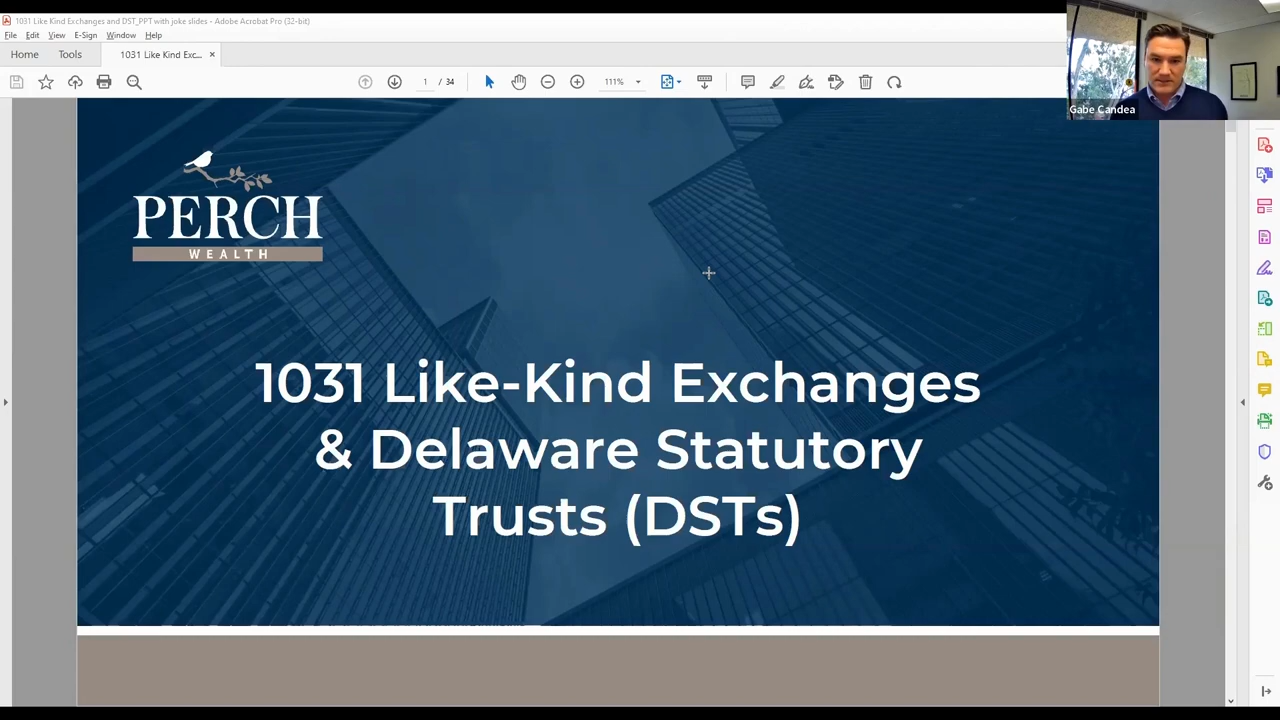 1031 Like Kind Exchanges and DST_PPT with joke slides - Adobe Acrobat Pro (32-bit)
File Edit View E-Sign Window Help
Home Tools 1031 Like Kind Exc... ×
1 / 34 111%
Gabe Candea
PERCH
WEALTH
1031 Like-Kind Exchanges
& Delaware Statutory
Trusts (DSTs)